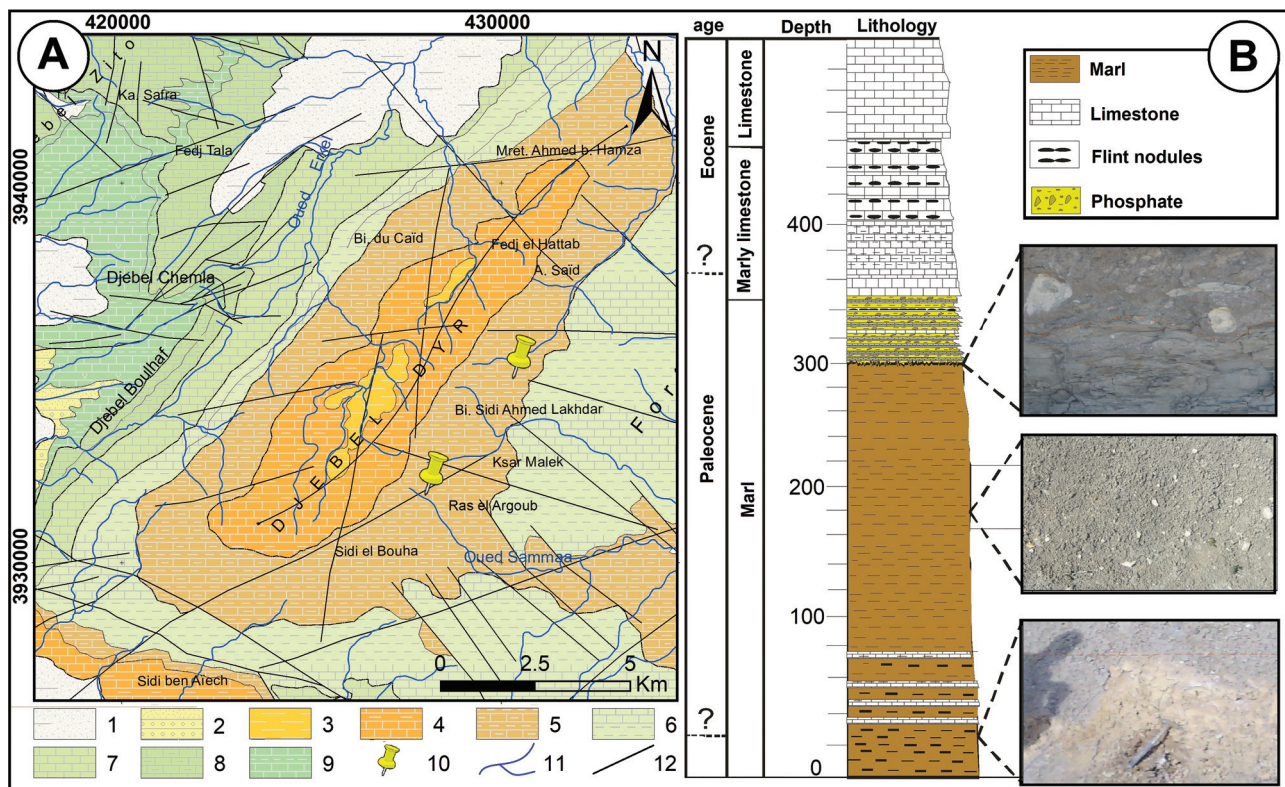 420000
430000
A
N
Ka. Safra
Fedj Tala
Oued Erriel
Mret. Ahmed b. Hamza
3940000
Bi. du Caïd
Fedj el Hattab
A. Saïd
Djebel Chemla
Djebel Boulhaf
DJEBEL DYR
For
Bi. Sidi Ahmed Lakhdar
Ksar Malek
Ras el Argoub
3930000
Sidi el Bouha
Oued Sammaa
Sidi ben Aïech
0 2.5 5
Km
1 2 3 4 5 6
7 8 9 10 11 12
age
Depth
Lithology
B
Eocene
Limestone
Marly limestone
?
Paleocene
Marl
?
400
300
200
100
0
Marl
Limestone
Flint nodules
Phosphate